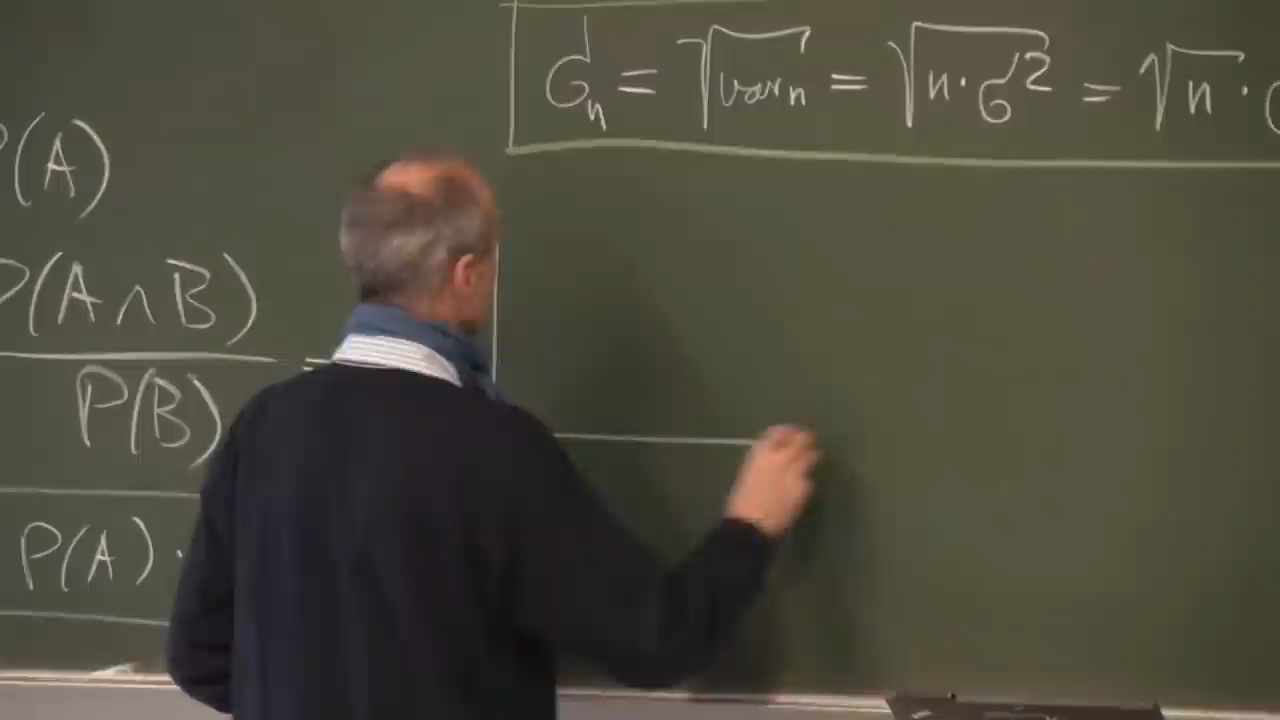 σₙ = √varₙ = √n·σ² = √n ·
P(A)
P(A∧B)
P(B)
P(A) ·